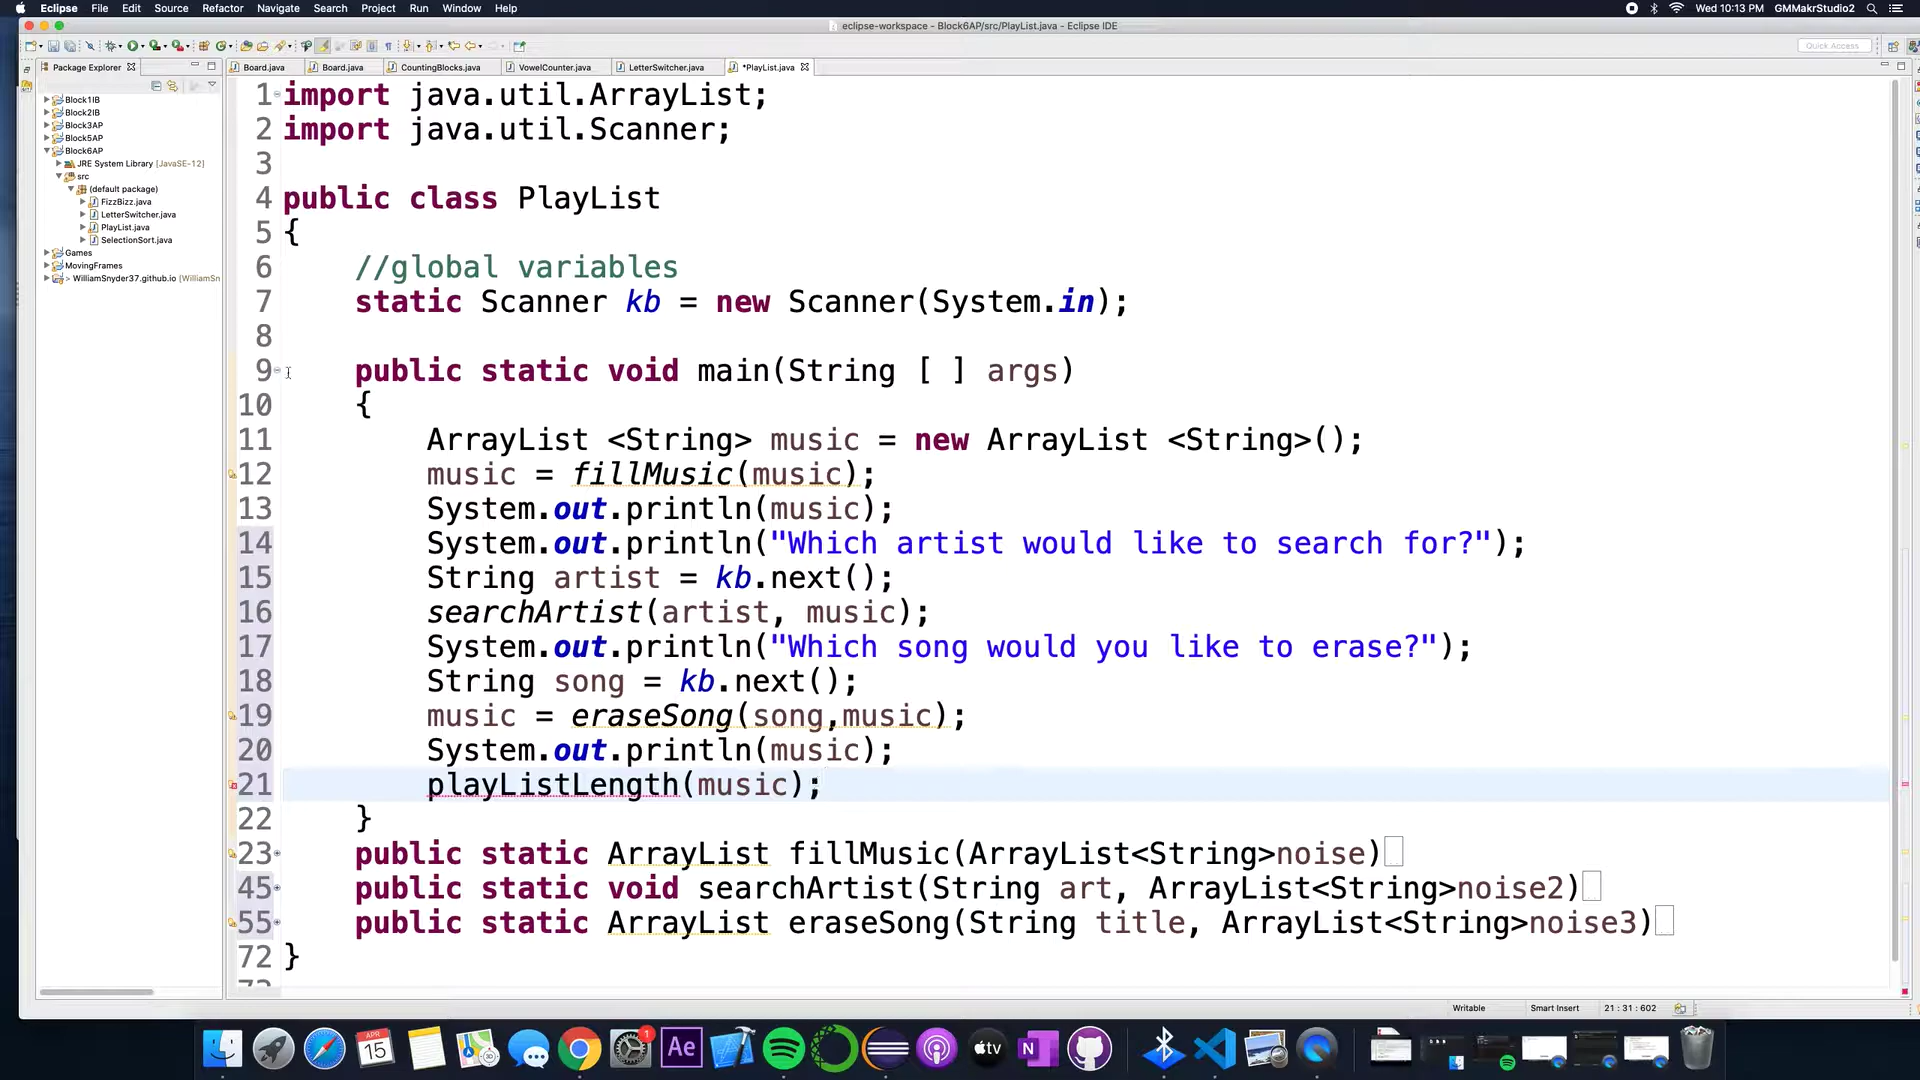 Eclipse File Edit Source Refactor Navigate Search Project Run Window Help
Wed 10:13 PM GMMakrStudio2
eclipse-workspace - Block6AP/src/PlayList.java - Eclipse IDE
Quick Access
Package Explorer
Board.java Board.java CountingBlocks.java VowelCounter.java LetterSwitcher.java *PlayList.java
Block1IB
Block2IB
Block3AP
Block5AP
Block6AP
JRE System Library [JavaSE-12]
src
(default package)
FizzBizz.java
LetterSwitcher.java
PlayList.java
SelectionSort.java
Games
MovingFrames
> WilliamSnyder37.github.io [WilliamSn
1 import java.util.ArrayList;
2 import java.util.Scanner;
3
4 public class PlayList
5 {
6 //global variables
7 static Scanner kb = new Scanner(System.in);
8
9 public static void main(String [ ] args)
10 {
11 ArrayList <String> music = new ArrayList <String>();
12 music = fillMusic(music);
13 System.out.println(music);
14 System.out.println("Which artist would like to search for?");
15 String artist = kb.next();
16 searchArtist(artist, music);
17 System.out.println("Which song would you like to erase?");
18 String song = kb.next();
19 music = eraseSong(song,music);
20 System.out.println(music);
21 playListLength(music);
22 }
23 public static ArrayList fillMusic(ArrayList<String>noise)
45 public static void searchArtist(String art, ArrayList<String>noise2)
55 public static ArrayList eraseSong(String title, ArrayList<String>noise3)
72 }
73
Writable Smart Insert 21 : 31 : 602
APR
15
1
Ae
tv
N